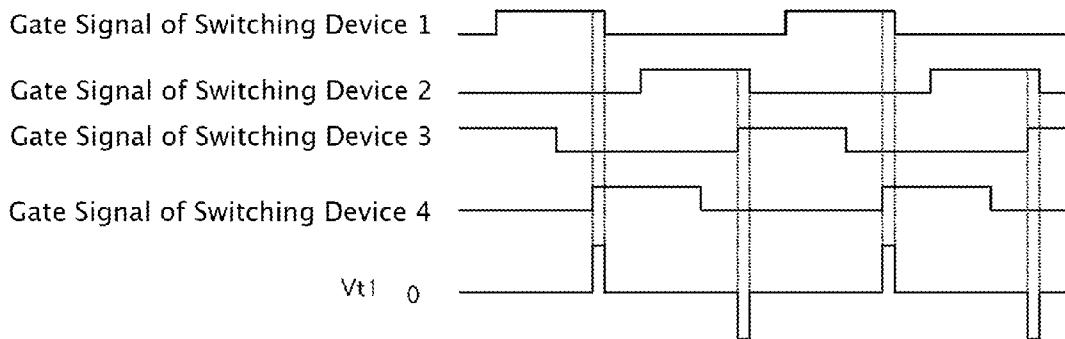 Gate Signal of Switching Device 1
Gate Signal of Switching Device 2
Gate Signal of Switching Device 3
Gate Signal of Switching Device 4
Vt1 0